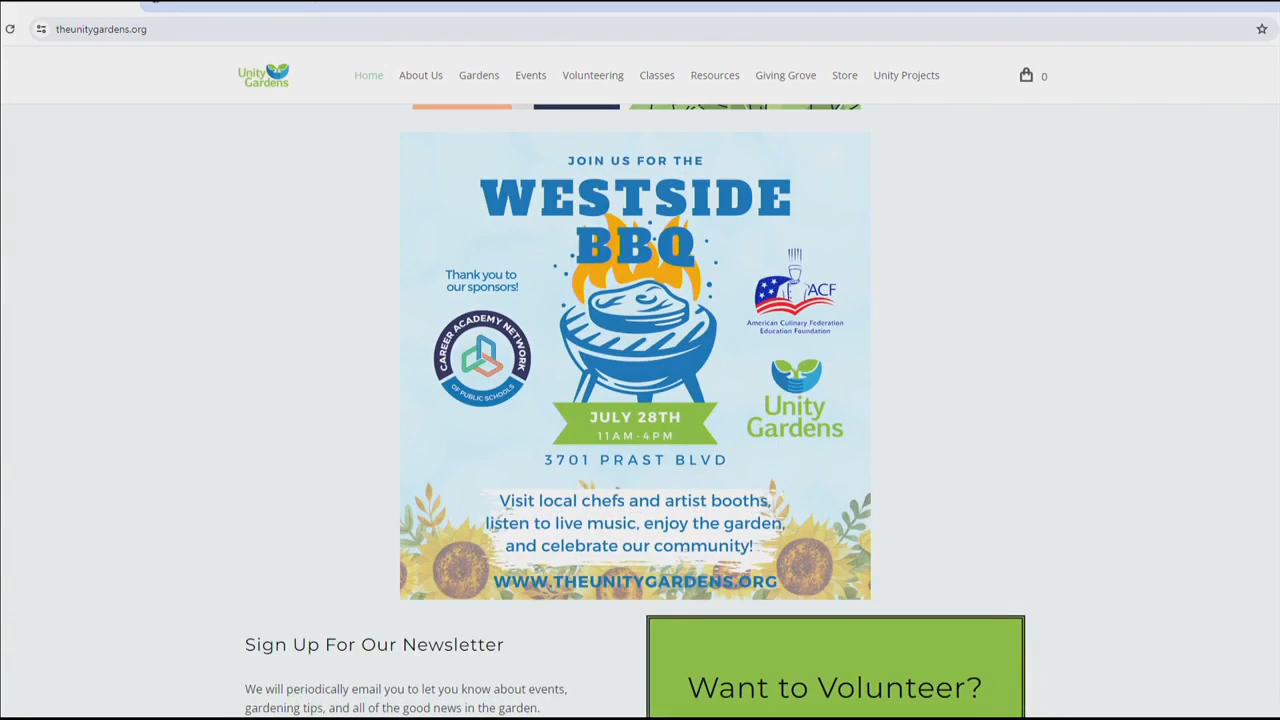 theunitygardens.org
Unity Gardens
Home About Us Gardens Events Volunteering Classes Resources Giving Grove Store Unity Projects 0
JOIN US FOR THE
WESTSIDE
BBQ
Thank you to
our sponsors!
CAREER ACADEMY NETWORK
OF PUBLIC SCHOOLS
ACF
American Culinary Federation
Education Foundation
Unity
Gardens
JULY 28TH
11AM-4PM
3701 PRAST BLVD
Visit local chefs and artist booths,
listen to live music, enjoy the garden,
and celebrate our community!
WWW.THEUNITYGARDENS.ORG
Sign Up For Our Newsletter
We will periodically email you to let you know about events,
gardening tips, and all of the good news in the garden.
Want to Volunteer?